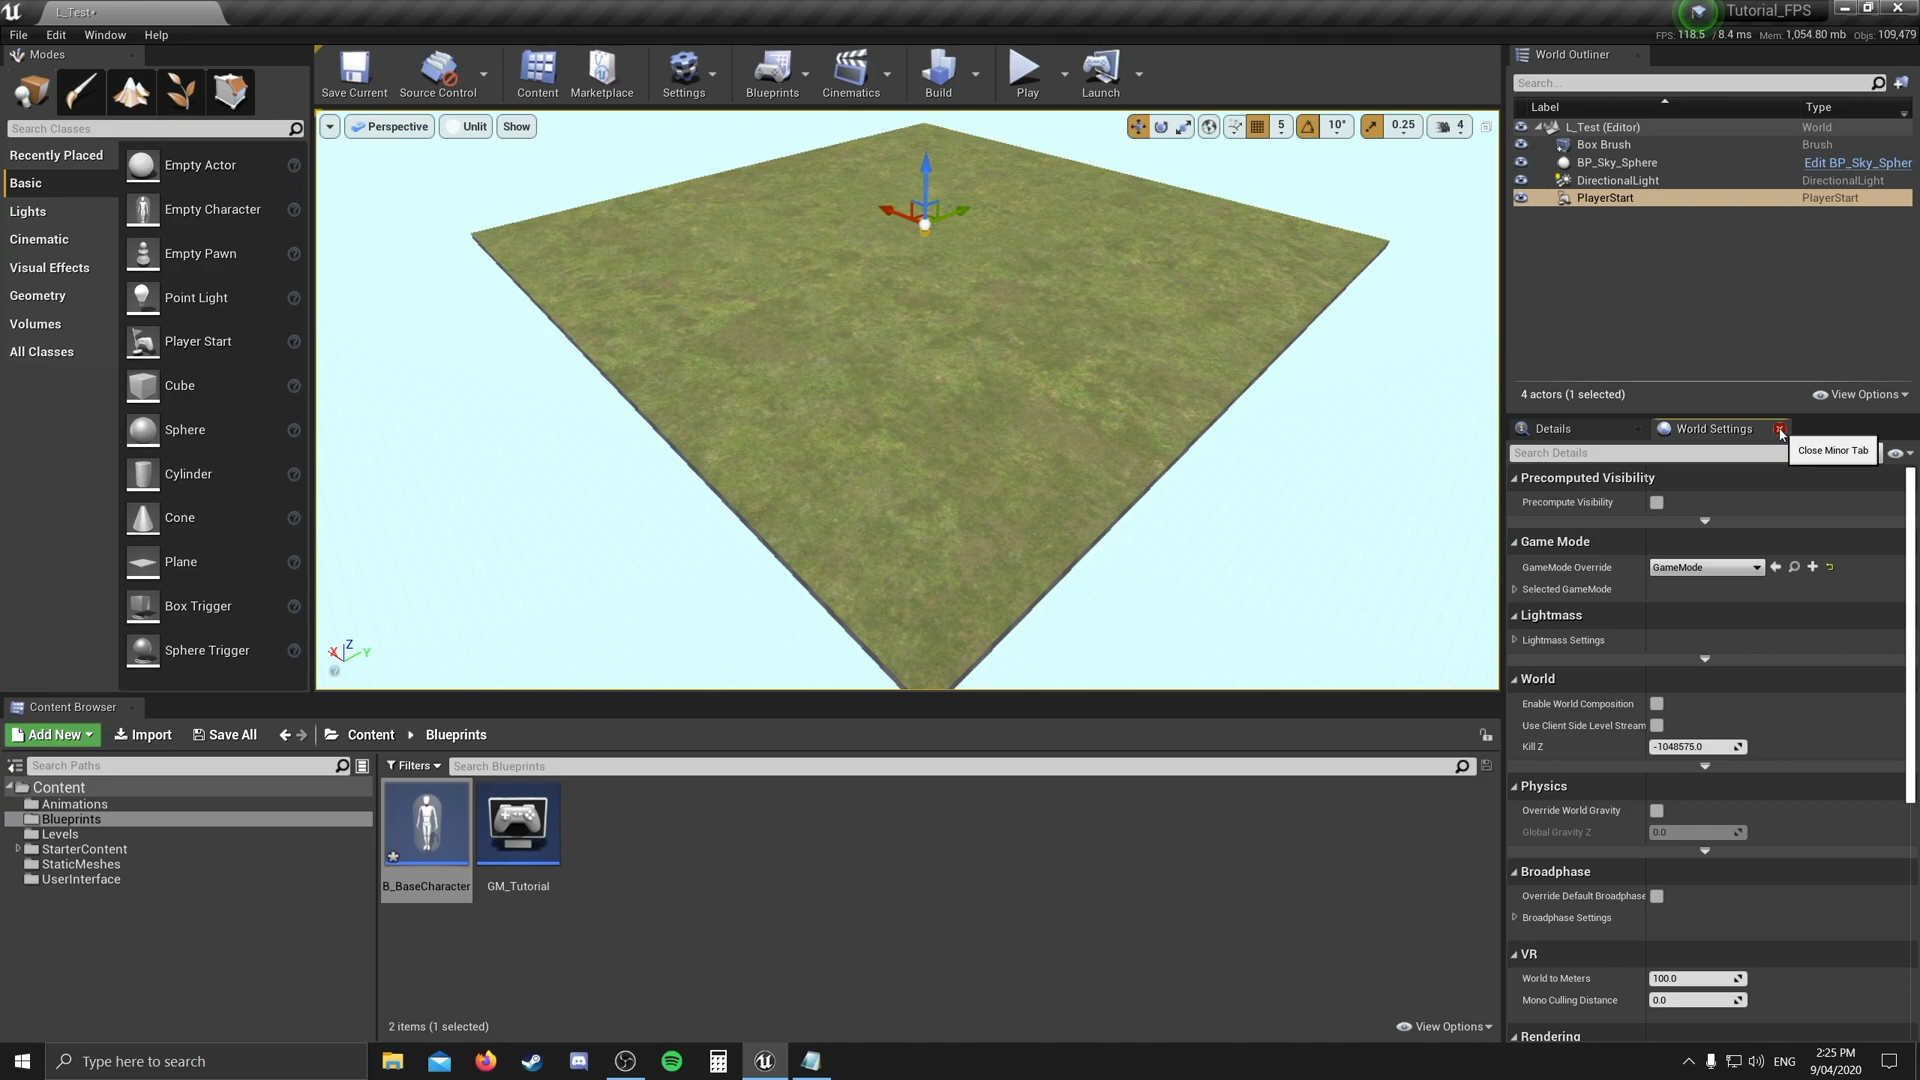 L_Test•
Tutorial_FPS
File Edit Window Help
FPS: 118.5 / 8.4 ms Mem: 1,054.80 mb Objs: 109,479
Modes
Search Classes
Recently Placed
Basic
Lights
Cinematic
Visual Effects
Geometry
Volumes
All Classes
Empty Actor
Empty Character
Empty Pawn
Point Light
Player Start
Cube
Sphere
Cylinder
Cone
Plane
Box Trigger
Sphere Trigger
Save Current Source Control Content Marketplace Settings Blueprints Cinematics Build Play Launch
Perspective Unlit Show
5 10° 0.25 4
X Z Y
World Outliner
Search...
Label Type
L_Test (Editor) World
Box Brush Brush
BP_Sky_Sphere Edit BP_Sky_Spher
DirectionalLight DirectionalLight
PlayerStart PlayerStart
4 actors (1 selected) View Options
Details World Settings
Search Details
Close Minor Tab
Precomputed Visibility
Precompute Visibility
Game Mode
GameMode Override GameMode
Selected GameMode
Lightmass
Lightmass Settings
World
Enable World Composition
Use Client Side Level Stream
Kill Z -1048575.0
Physics
Override World Gravity
Global Gravity Z 0.0
Broadphase
Override Default Broadphase
Broadphase Settings
VR
World to Meters 100.0
Mono Culling Distance 0.0
Rendering
Content Browser
Add New Import Save All Content Blueprints
Search Paths
Filters Search Blueprints
Content
Animations
Blueprints
Levels
StarterContent
StaticMeshes
UserInterface
B_BaseCharacter
GM_Tutorial
2 items (1 selected) View Options
Type here to search
ENG
2:25 PM
9/04/2020